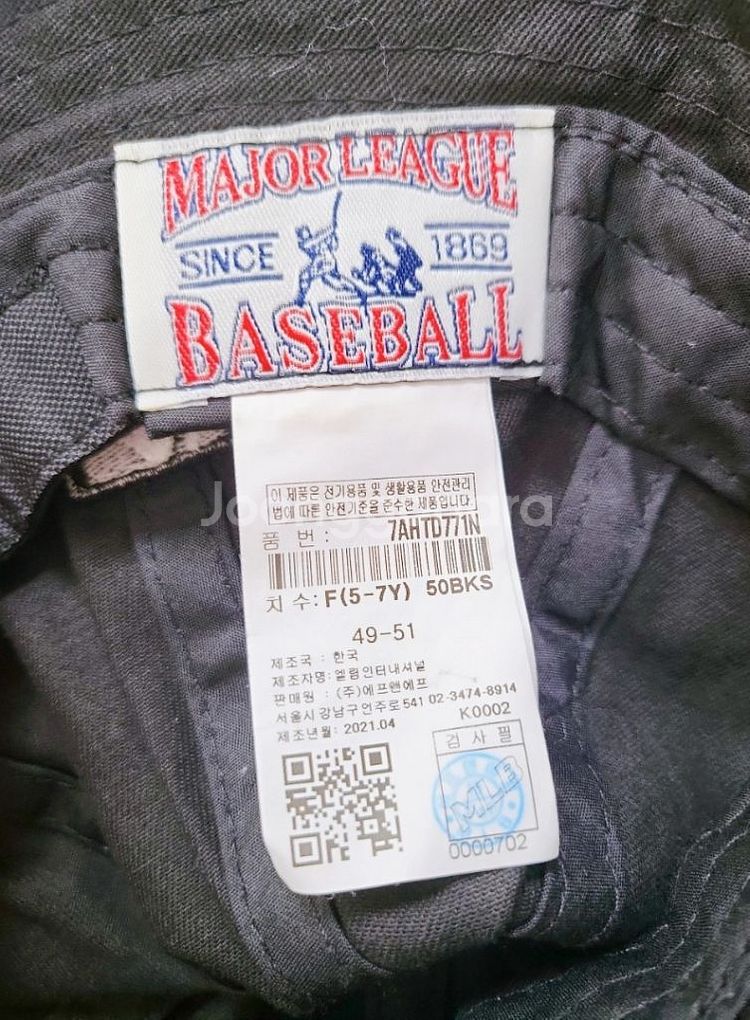 MAJOR LEAGUE
SINCE 1869
BASEBALL
이 제품은 전기용품 및 생활용품 안전관리
법에 따른 안전기준을 준수한 제품입니다.
품 번 : 7AHTD771N
치 수: F(5-7Y) 50BKS
49-51
제조국 : 한국
제조자명: 엘림인터내셔널
판매원 : (주)에프앤에프
서울시 강남구 언주로 541 02-3474-8914
제조년월: 2021.04 K0002
검 사 필
MLB
0000702